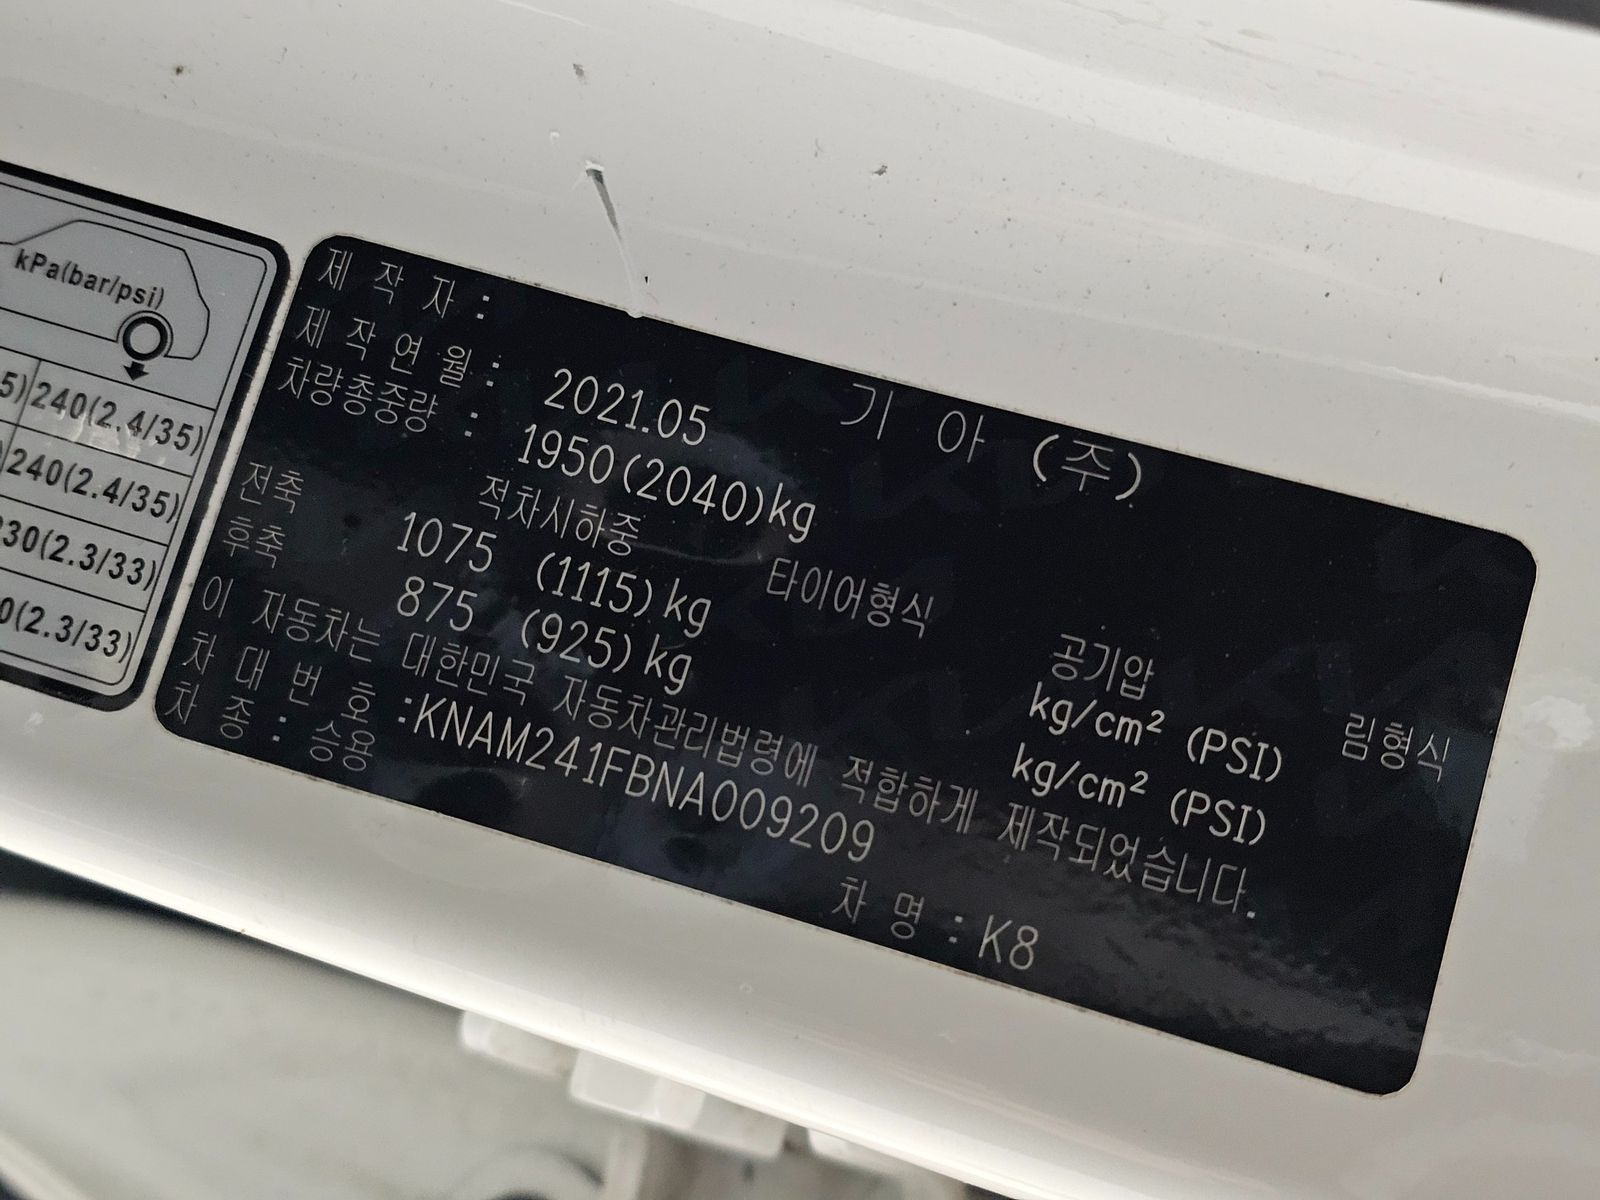 kPa(bar/psi)
240(2.4/35)
240(2.4/35)
30(2.3/33)
0(2.3/33)
제 작 자 : 기 아 (주)
제 작 연 월 : 2021.05
차량총중량 : 1950(2040)kg
적차시하중 타이어형식 공기압 림형식
전축 1075 (1115)kg kg/cm² (PSI)
후축 875 (925)kg kg/cm² (PSI)
이 자동차는 대한민국 자동차관리법령에 적합하게 제작되었습니다.
차 대 번 호 :KNAM241FBNA009209
차 종 : 승용 차 명 : K8